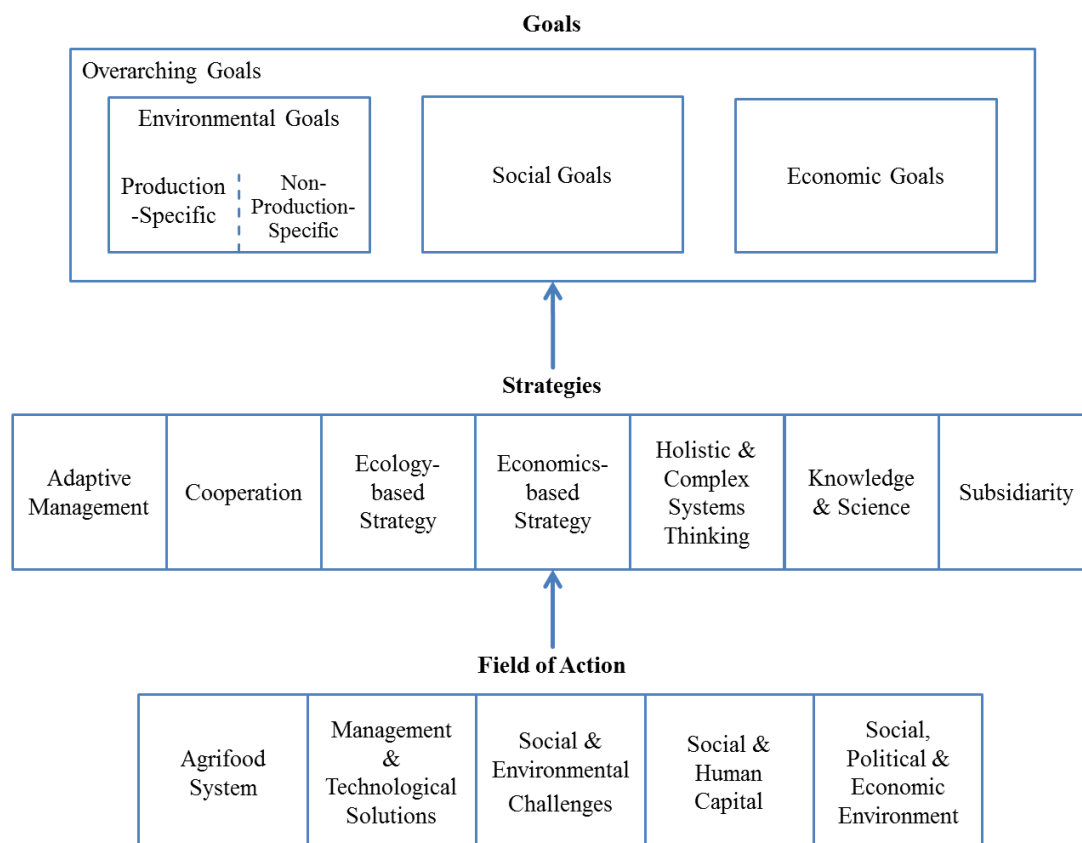 Goals
Overarching Goals
Environmental Goals
Production
-Specific
Non-
Production-
Specific
Social Goals
Economic Goals
Strategies
Adaptive
Management
Cooperation
Ecology-
based
Strategy
Economics-
based
Strategy
Holistic &
Complex
Systems
Thinking
Knowledge
& Science
Subsidiarity
Field of Action
Agrifood
System
Management
&
Technological
Solutions
Social &
Environmental
Challenges
Social &
Human
Capital
Social,
Political &
Economic
Environment